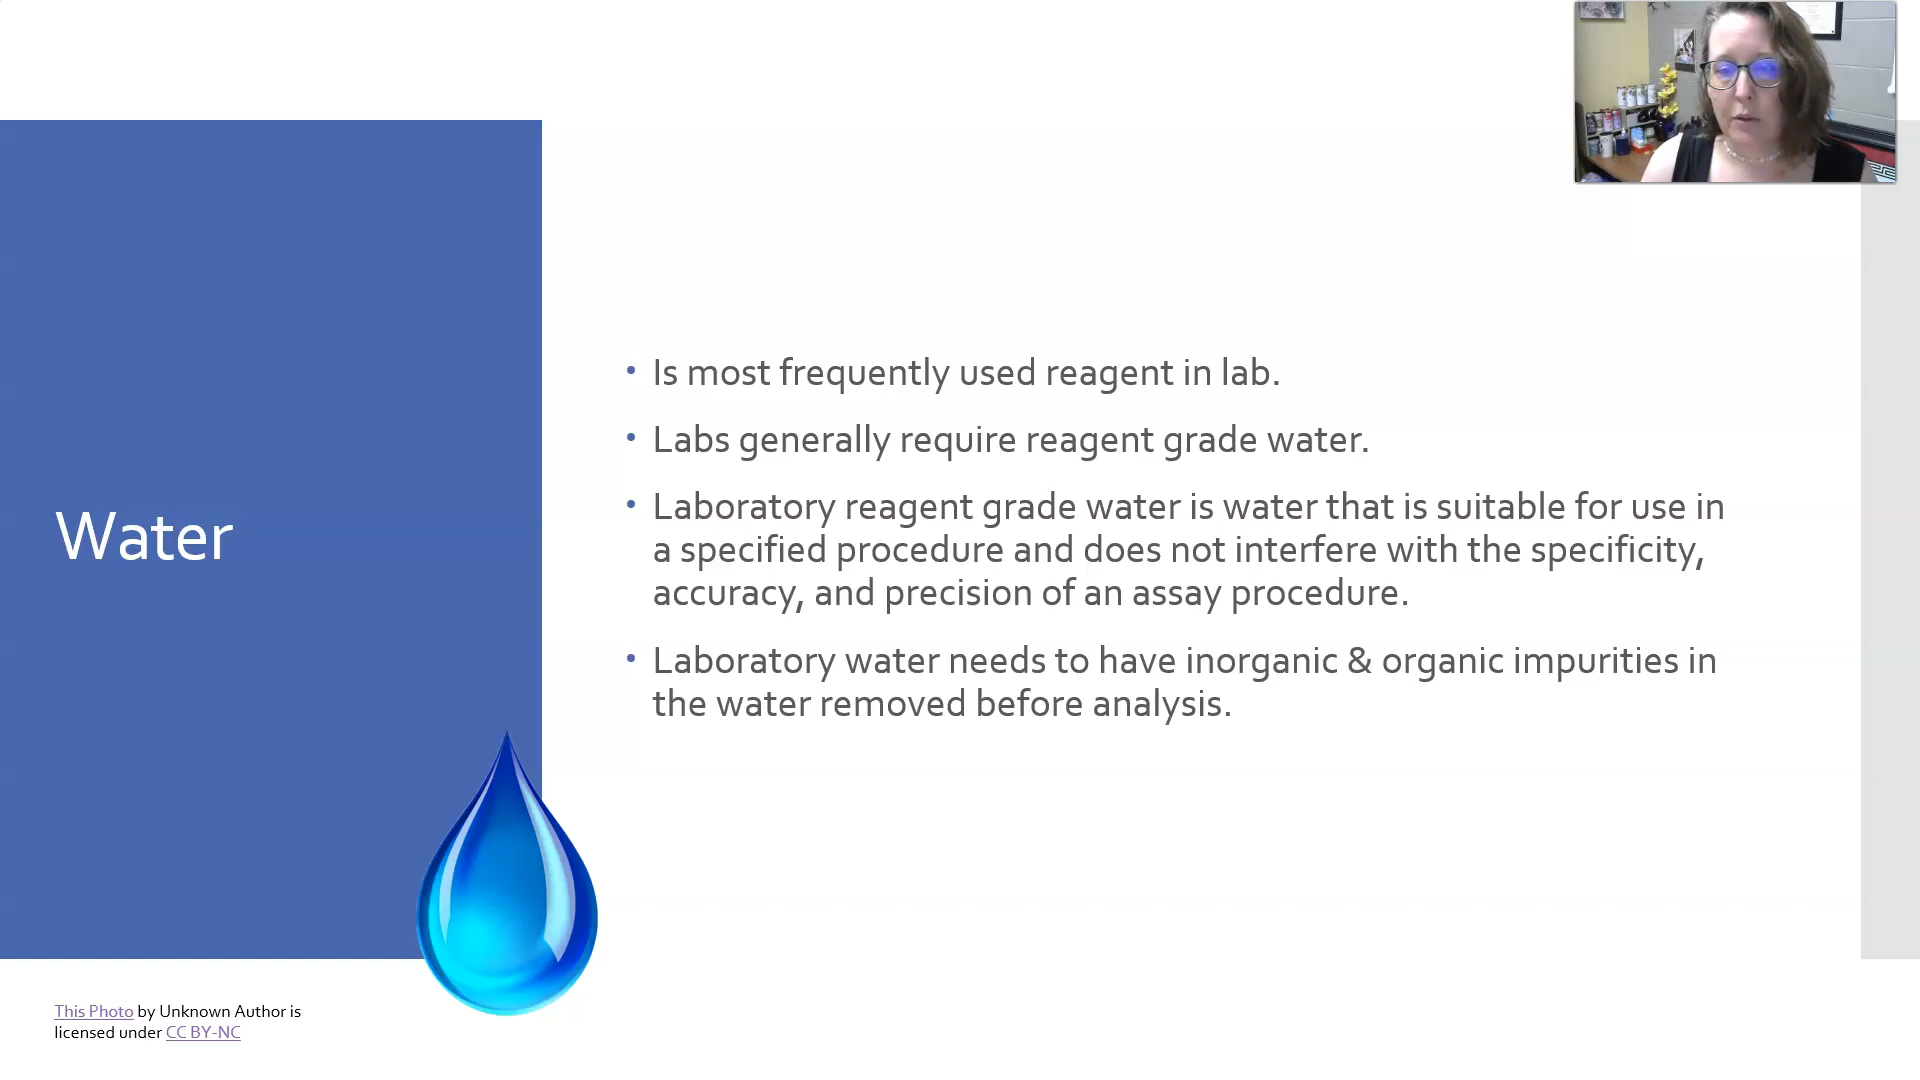 Water
• Is most frequently used reagent in lab.
• Labs generally require reagent grade water.
• Laboratory reagent grade water is water that is suitable for use in
a specified procedure and does not interfere with the specificity,
accuracy, and precision of an assay procedure.
• Laboratory water needs to have inorganic & organic impurities in
the water removed before analysis.
This Photo by Unknown Author is
licensed under CC BY-NC